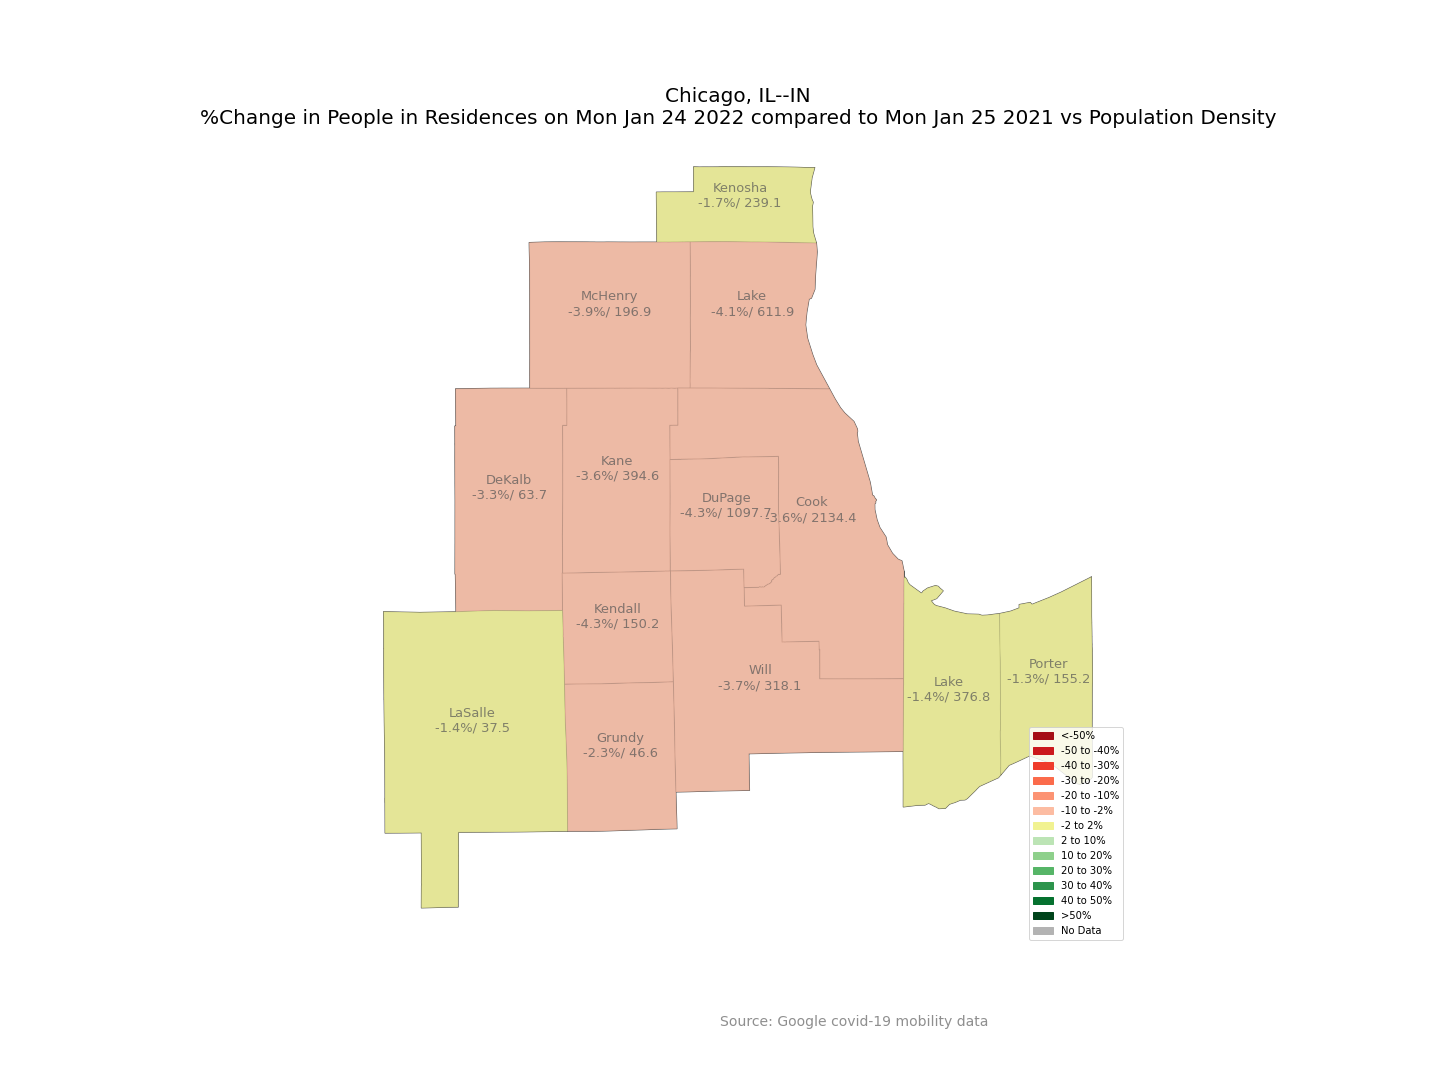 Chicago, IL--IN
%Change in People in Residences on Mon Jan 24 2022 compared to Mon Jan 25 2021 vs Population Density
Kenosha
-1.7%/ 239.1
McHenry
-3.9%/ 196.9
Lake
-4.1%/ 611.9
DeKalb
-3.3%/ 63.7
Kane
-3.6%/ 394.6
DuPage
-4.3%/ 1097.7
Cook
-3.6%/ 2134.4
Kendall
-4.3%/ 150.2
Will
-3.7%/ 318.1
Lake
-1.4%/ 376.8
Porter
-1.3%/ 155.2
LaSalle
-1.4%/ 37.5
Grundy
-2.3%/ 46.6
<-50%
-50 to -40%
-40 to -30%
-30 to -20%
-20 to -10%
-10 to -2%
-2 to 2%
2 to 10%
10 to 20%
20 to 30%
30 to 40%
40 to 50%
>50%
No Data
Source: Google covid-19 mobility data